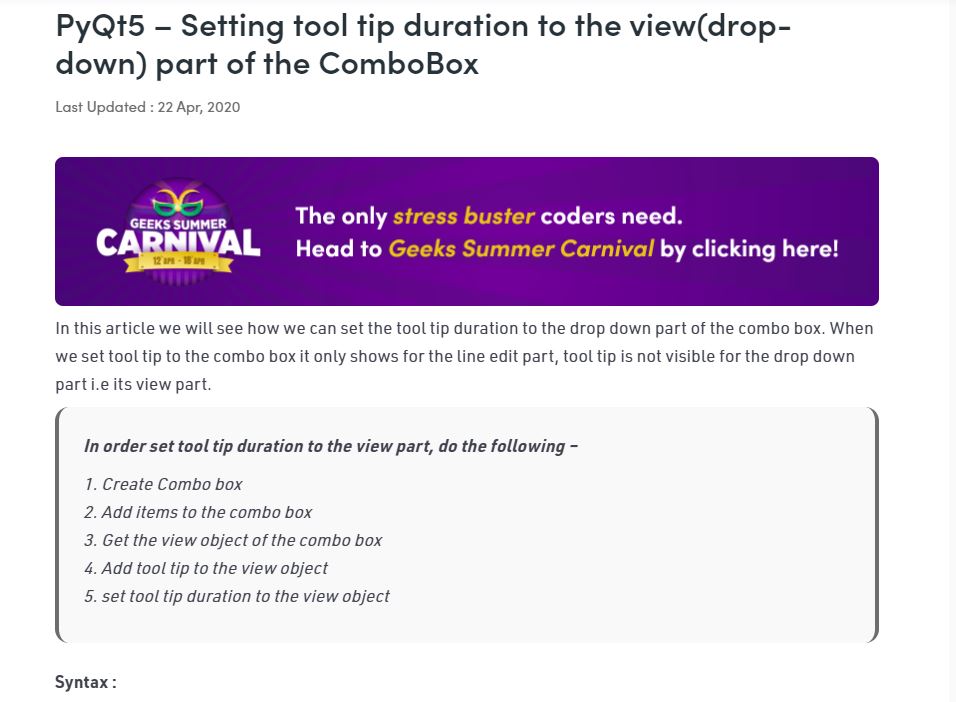 PyQt5 – Setting tool tip duration to the view(drop-
down) part of the ComboBox
Last Updated : 22 Apr, 2020
GEEKS SUMMER
CARNIVAL
12 APR - 18 APR
The only stress buster coders need.
Head to Geeks Summer Carnival by clicking here!
In this article we will see how we can set the tool tip duration to the drop down part of the combo box. When
we set tool tip to the combo box it only shows for the line edit part, tool tip is not visible for the drop down
part i.e its view part.
In order set tool tip duration to the view part, do the following –
1. Create Combo box
2. Add items to the combo box
3. Get the view object of the combo box
4. Add tool tip to the view object
5. set tool tip duration to the view object
Syntax :